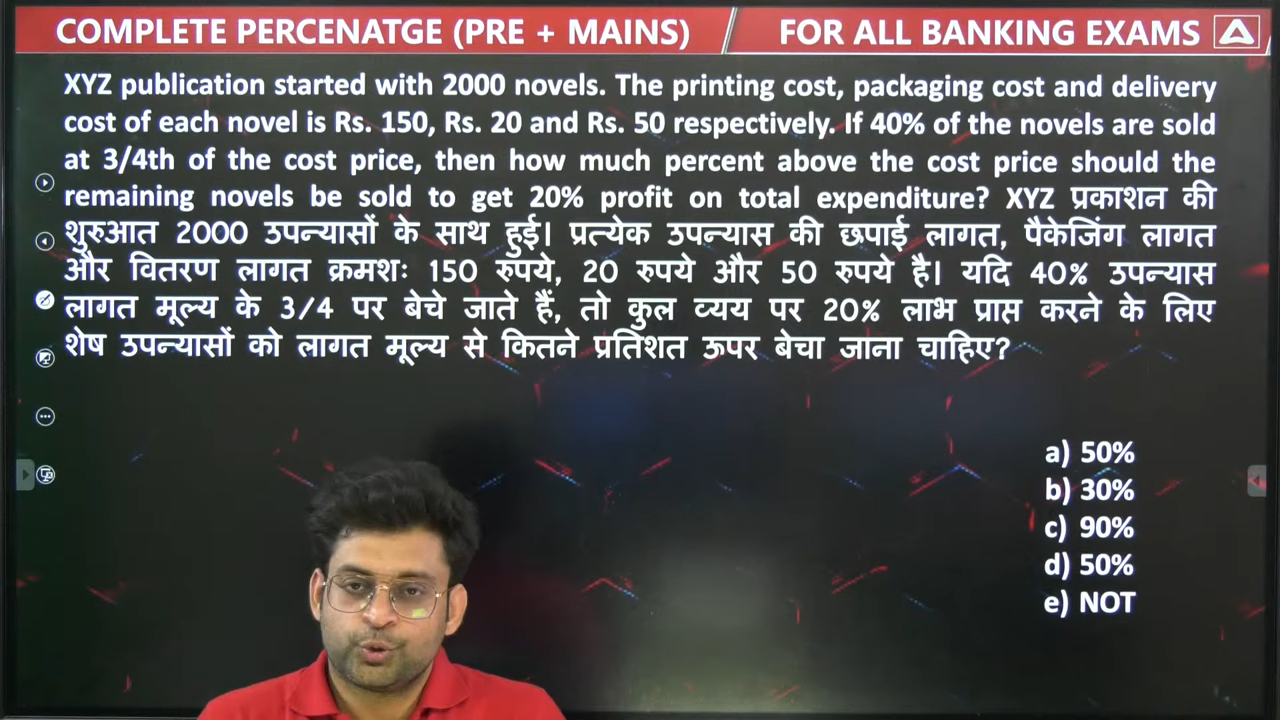 COMPLETE PERCENATGE (PRE + MAINS)
FOR ALL BANKING EXAMS
XYZ publication started with 2000 novels. The printing cost, packaging cost and delivery
cost of each novel is Rs. 150, Rs. 20 and Rs. 50 respectively. If 40% of the novels are sold
at 3/4th of the cost price, then how much percent above the cost price should the
remaining novels be sold to get 20% profit on total expenditure? XYZ प्रकाशन की
शुरुआत 2000 उपन्यासों के साथ हुई। प्रत्येक उपन्यास की छपाई लागत, पैकेजिंग लागत
और वितरण लागत क्रमशः 150 रुपये, 20 रुपये और 50 रुपये है। यदि 40% उपन्यास
लागत मूल्य के 3/4 पर बेचे जाते हैं, तो कुल व्यय पर 20% लाभ प्राप्त करने के लिए
शेष उपन्यासों को लागत मूल्य से कितने प्रतिशत ऊपर बेचा जाना चाहिए?
a) 50%
b) 30%
c) 90%
d) 50%
e) NOT